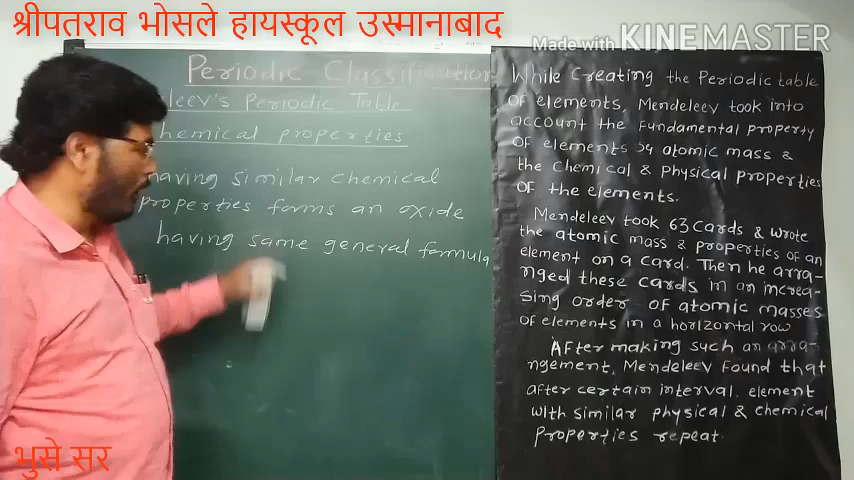 श्रीपतराव भोसले हायस्कूल उस्मानाबाद
Made with KINEMASTER
Periodic Classification
leev's Periodic Table
hemical properties
having similar chemical
properties forms an oxide
having same general formula
While Creating the Periodic table
of elements, Mendeleev took into
account the Fundamental property
of elements atomic mass &
the Chemical & Physical properties
of the elements.
Mendeleev took 63 Cards & wrote
the atomic mass & properties of an
element on a card. Then he arra-
nged these cards in an increa-
sing order of atomic masses
of elements in a horizontal row
After making such an arra-
ngement, Mendeleev found that
after certain interval. element
with similar physical & chemical
Properties repeat.
भुसे सर